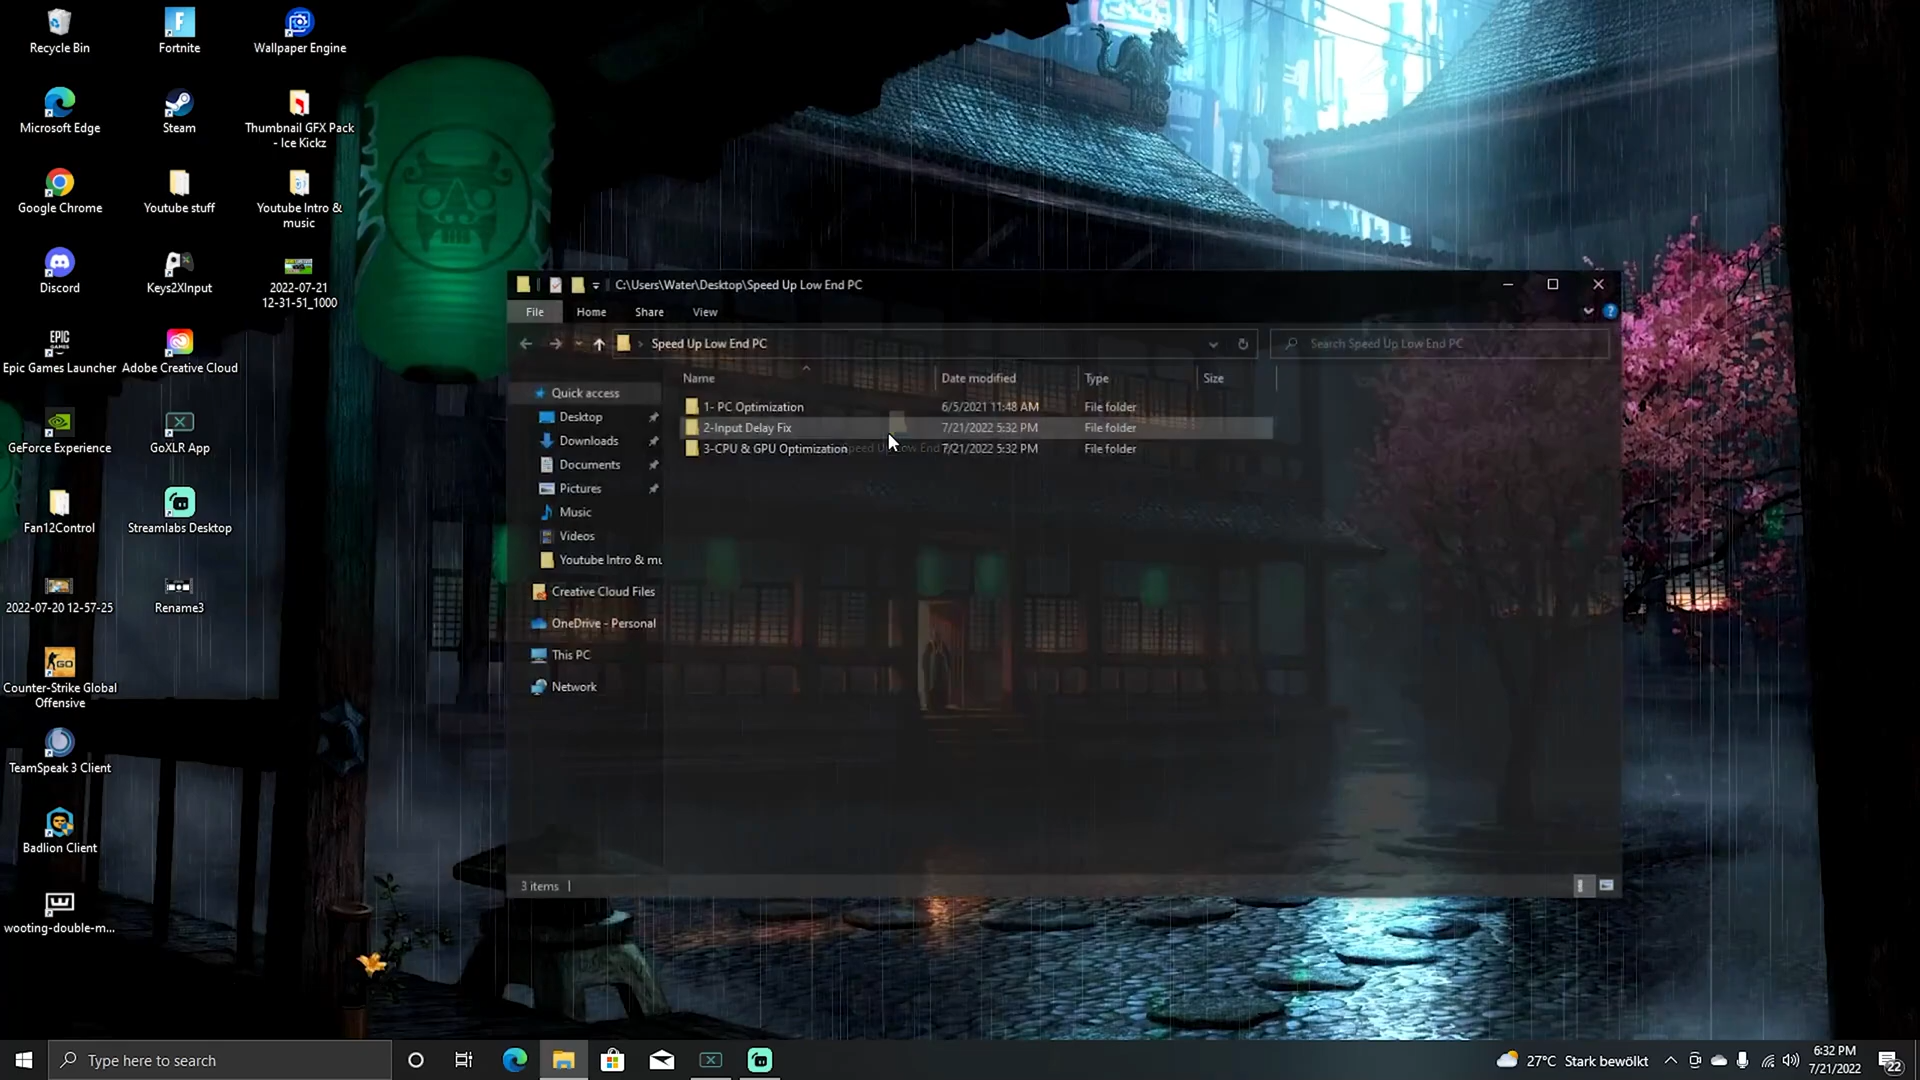 Recycle Bin
Fortnite
Wallpaper Engine
Microsoft Edge
Steam
Thumbnail GFX Pack
- Ice Kickz
Google Chrome
Youtube stuff
Youtube Intro &
music
Discord
Keys2XInput
2022-07-21
12-31-51_1000
EPIC
GAMES
Epic Games Launcher
Adobe Creative Cloud
GeForce Experience
GoXLR App
Fan12Control
Streamlabs Desktop
2022-07-20 12-57-25
Rename3
GO
Counter-Strike Global
Offensive
TeamSpeak 3 Client
Badlion Client
wooting-double-m...
C:\Users\Water\Desktop\Speed Up Low End PC
File
Home
Share
View
Speed Up Low End PC
Search Speed Up Low End PC
Name
Date modified
Type
Size
1- PC Optimization
6/5/2021 11:48 AM
File folder
2-Input Delay Fix
7/21/2022 5:32 PM
File folder
3-CPU & GPU Optimization
Speed Up Low End
7/21/2022 5:32 PM
File folder
Quick access
Desktop
Downloads
Documents
Pictures
Music
Videos
Youtube Intro & mu
Creative Cloud Files
OneDrive - Personal
This PC
Network
3 items
Type here to search
27°C Stark bewölkt
6:32 PM
7/21/2022
22